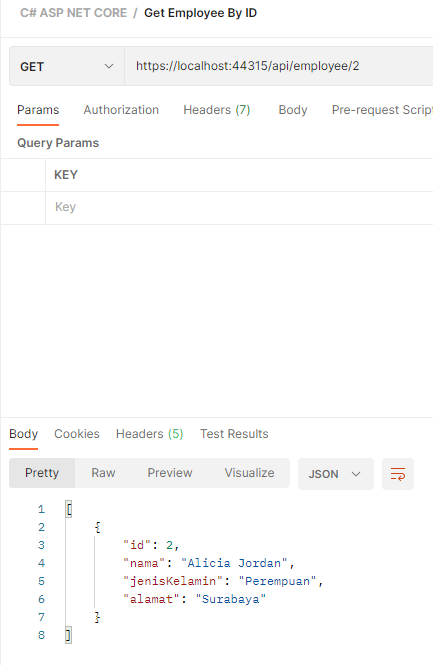 C# ASP NET CORE / Get Employee By ID
GET https://localhost:44315/api/employee/2
Params Authorization Headers (7) Body Pre-request Script
Query Params
KEY
Key
Body Cookies Headers (5) Test Results
Pretty Raw Preview Visualize JSON
1 [
2 {
3 "id": 2,
4 "nama": "Alicia Jordan",
5 "jenisKelamin": "Perempuan",
6 "alamat": "Surabaya"
7 }
8 ]